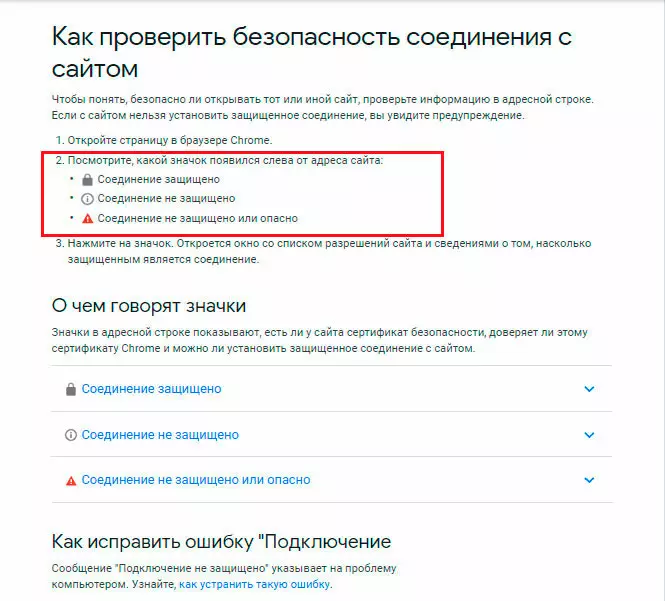 Как проверить безопасность соединения с
сайтом
Чтобы понять, безопасно ли открывать тот или иной сайт, проверьте информацию в адресной строке.
Если с сайтом нельзя установить защищенное соединение, вы увидите предупреждение.
1. Откройте страницу в браузере Chrome.
2. Посмотрите, какой значок появился слева от адреса сайта:
• Соединение защищено
• Соединение не защищено
• Соединение не защищено или опасно
3. Нажмите на значок. Откроется окно со списком разрешений сайта и сведениями о том, насколько
защищенным является соединение.
О чем говорят значки
Значки в адресной строке показывают, есть ли у сайта сертификат безопасности, доверяет ли этому
сертификату Chrome и можно ли установить защищенное соединение с сайтом.
Соединение защищено
Соединение не защищено
Соединение не защищено или опасно
Как исправить ошибку "Подключение
Сообщение "Подключение не защищено" указывает на проблему
компьютером. Узнайте, как устранить такую ошибку.